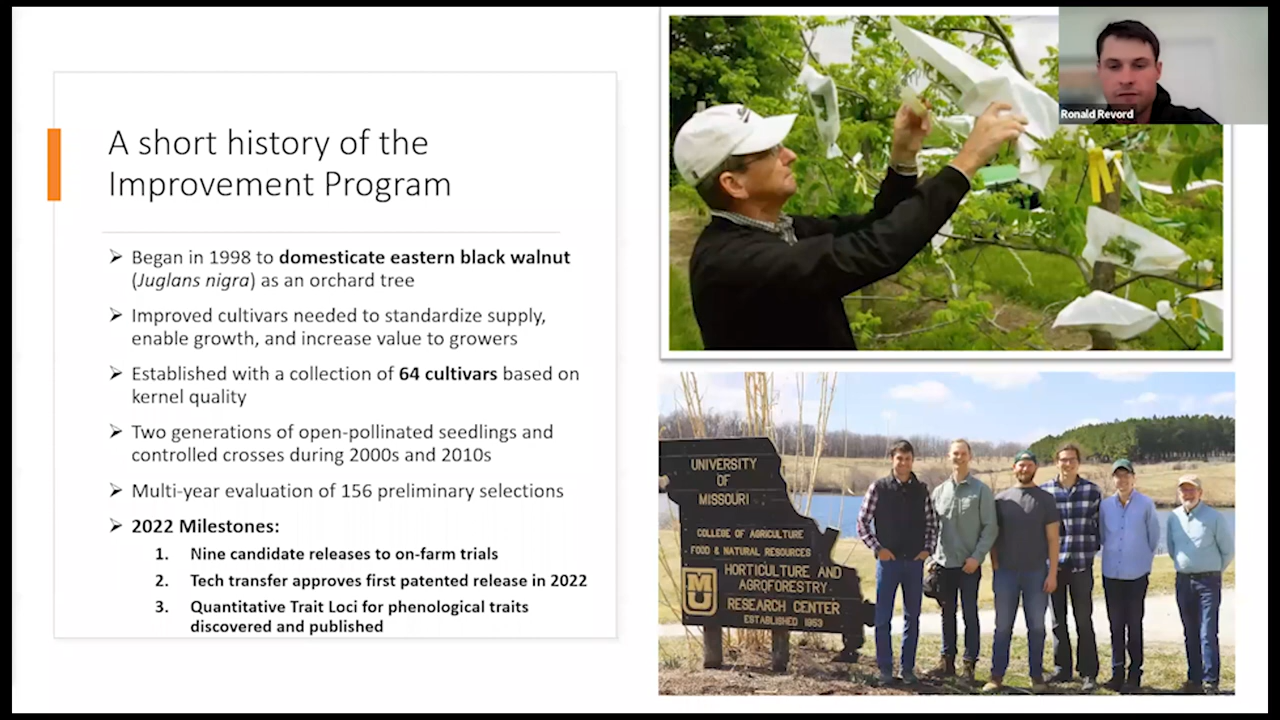 A short history of the
Improvement Program
➢ Began in 1998 to domesticate eastern black walnut
(Juglans nigra) as an orchard tree
➢ Improved cultivars needed to standardize supply,
enable growth, and increase value to growers
➢ Established with a collection of 64 cultivars based on
kernel quality
➢ Two generations of open-pollinated seedlings and
controlled crosses during 2000s and 2010s
➢ Multi-year evaluation of 156 preliminary selections
➢ 2022 Milestones:
1. Nine candidate releases to on-farm trials
2. Tech transfer approves first patented release in 2022
3. Quantitative Trait Loci for phenological traits
discovered and published
Ronald Revord
UNIVERSITY
OF
MISSOURI
COLLEGE OF AGRICULTURE
FOOD & NATURAL RESOURCES
MU
HORTICULTURE AND
AGROFORESTRY
RESEARCH CENTER
ESTABLISHED 1953